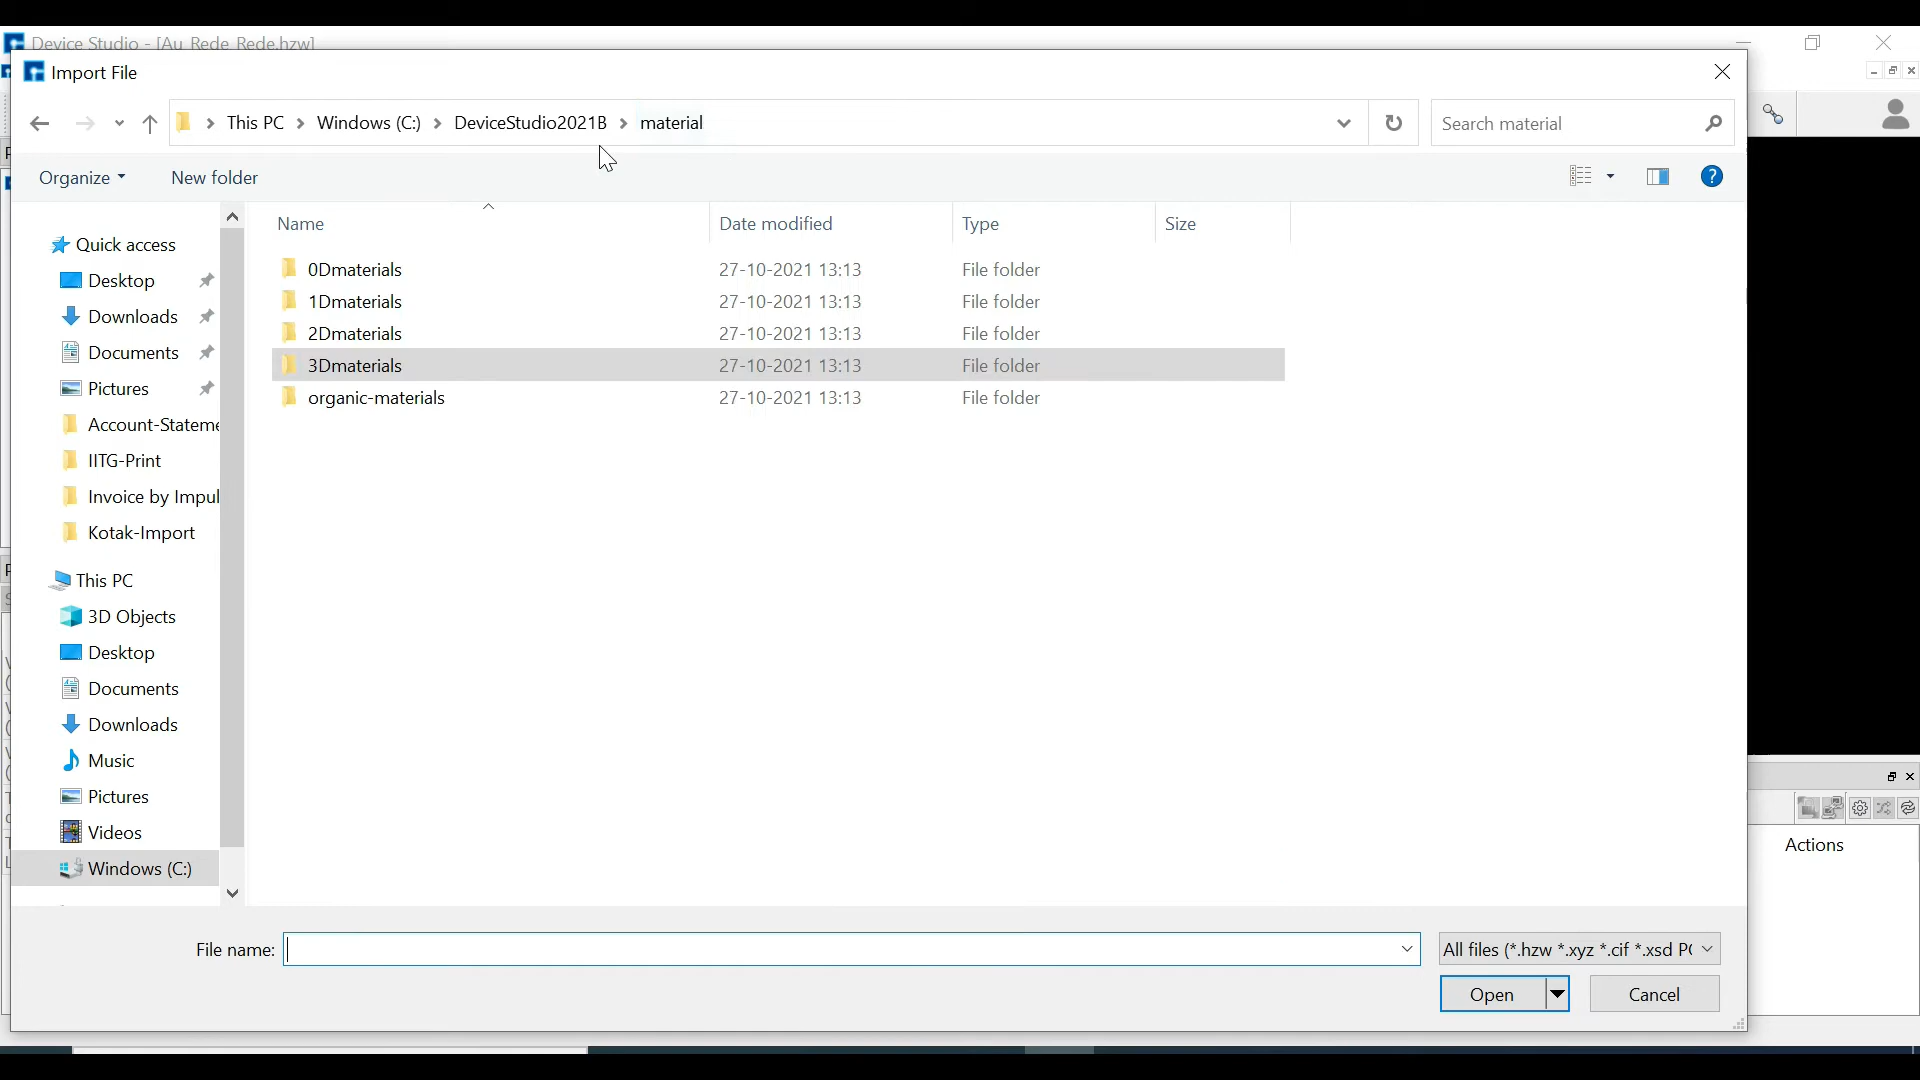 Device Studio - [Au_Rede_Rede.hzw]
Import File
This PC > Windows (C:) > DeviceStudio2021B > material
Search material
Organize
New folder
?
Name
Date modified
Type
Size
Quick access
Desktop
Downloads
Documents
Pictures
Account-Stateme
IITG-Print
Invoice by Impul
Kotak-Import
This PC
3D Objects
Desktop
Documents
Downloads
Music
Pictures
Videos
Windows (C:)
0Dmaterials 27-10-2021 13:13 File folder
1Dmaterials 27-10-2021 13:13 File folder
2Dmaterials 27-10-2021 13:13 File folder
3Dmaterials 27-10-2021 13:13 File folder
organic-materials 27-10-2021 13:13 File folder
Actions
File name:
All files (*.hzw *.xyz *.cif *.xsd P
Open
Cancel